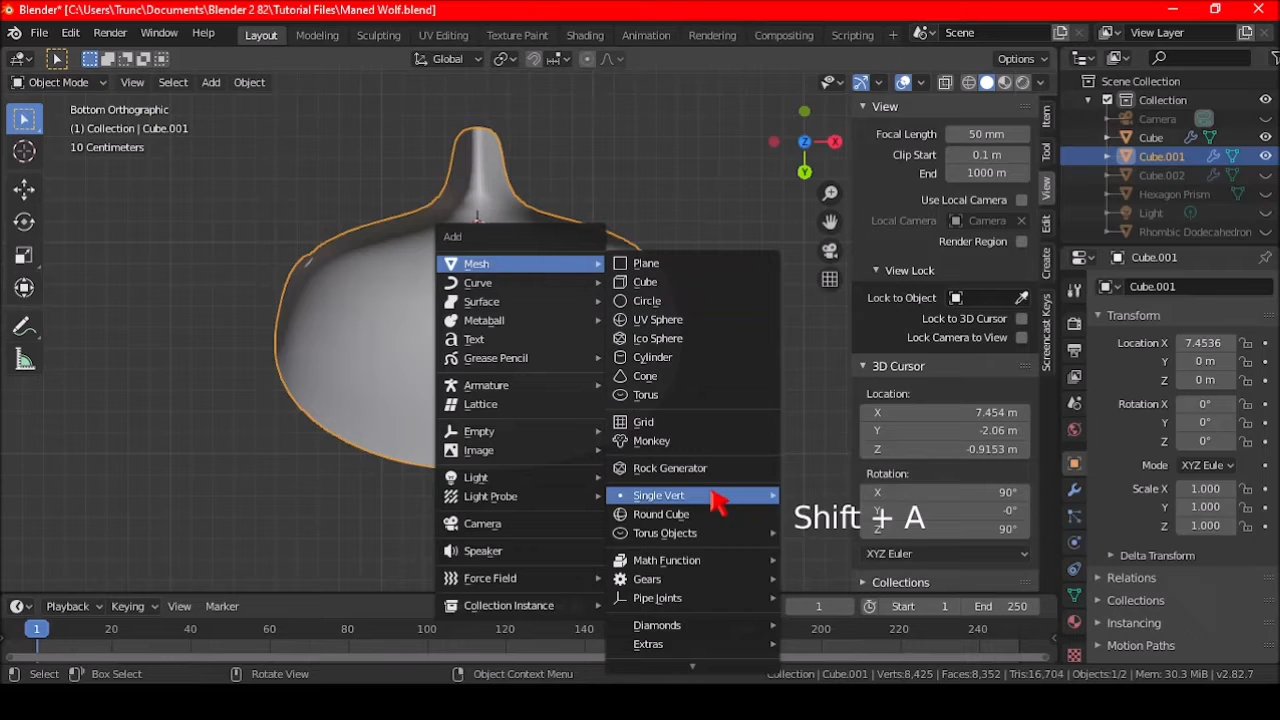 Blender* [C:\Users\Trunc\Documents\Blender 2 82\Tutorial Files\Maned Wolf.blend]
File Edit Render Window Help Layout Modeling Sculpting UV Editing Texture Paint Shading Animation Rendering Compositing Scripting + Scene View Layer
Global Options
Object Mode View Select Add Object
Bottom Orthographic
(1) Collection | Cube.001
10 Centimeters
X
Z
Y
Add
Mesh
Curve
Surface
Metaball
Text
Grease Pencil
Armature
Lattice
Empty
Image
Light
Light Probe
Camera
Speaker
Force Field
Collection Instance
Plane
Cube
Circle
UV Sphere
Ico Sphere
Cylinder
Cone
Torus
Grid
Monkey
Rock Generator
Single Vert
Round Cube
Torus Objects
Math Function
Gears
Pipe Joints
Diamonds
Extras
Shift + A
View
Focal Length 50 mm
Clip Start 0.1 m
End 1000 m
Use Local Camera
Local Camera Camera
Render Region
View Lock
Lock to Object
Lock to 3D Cursor
Lock Camera to View
3D Cursor
Location:
X 7.454 m
Y -2.06 m
Z -0.9153 m
Rotation:
X 90°
Y -0°
Z 90°
XYZ Euler
Collections
Item
Tool
View
Edit
Create
Screencast Keys
Scene Collection
Collection
Camera
Cube
Cube.001
Cube.002
Hexagon Prism
Light
Rhombic Dodecahedron
Cube.001
Cube.001
Transform
Location X 7.4536
Y 0 m
Z 0 m
Rotation X 0°
Y 0°
Z 0°
Mode XYZ Euler
Scale X 1.000
Y 1.000
Z 1.000
Delta Transform
Relations
Collections
Instancing
Motion Paths
Playback Keying View Marker 1 Start 1 End 250
1 20 40 60 80 100 120 140 200 220 240
Select Box Select Rotate View Object Context Menu Collection | Cube.001 | Verts:8,425 | Faces:8,352 | Tris:16,704 | Objects:1/2 | Mem: 30.3 MiB | v2.82.7